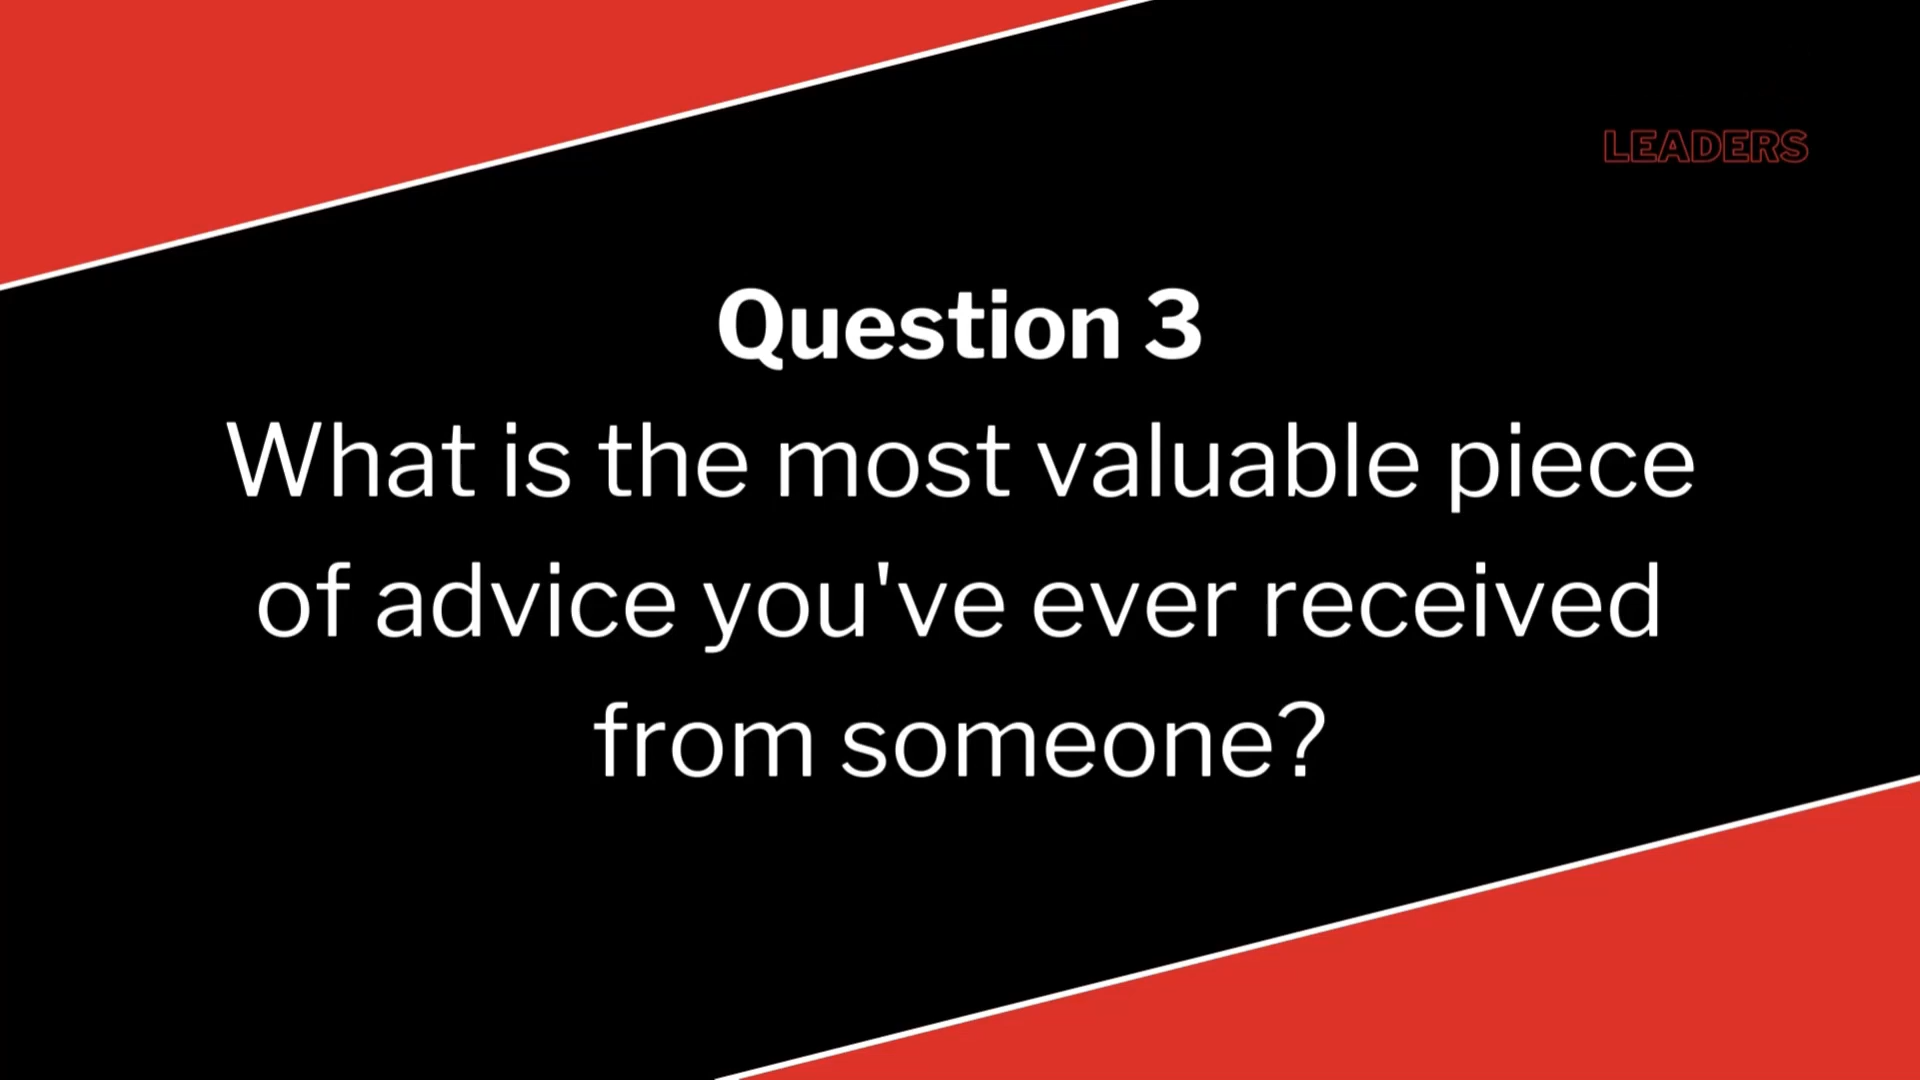 LEADERS
Question 3
What is the most valuable piece
of advice you've ever received
from someone?